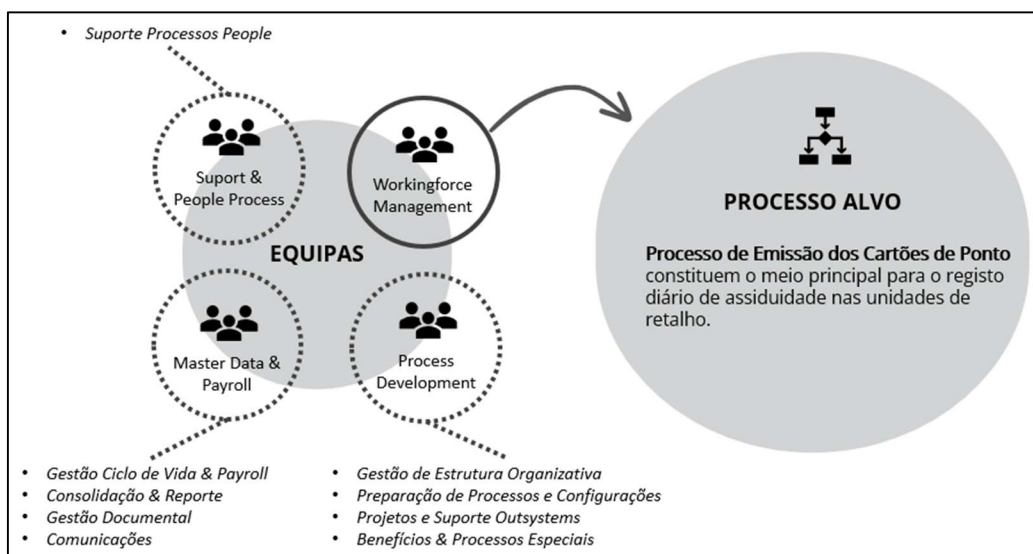 • Suporte Processos People
Suport &
People Process
Workingforce
Management
EQUIPAS
Master Data &
Payroll
Process
Development
• Gestão Ciclo de Vida & Payroll
• Consolidação & Reporte
• Gestão Documental
• Comunicações
• Gestão de Estrutura Organizativa
• Preparação de Processos e Configurações
• Projetos e Suporte Outsystems
• Benefícios & Processos Especiais
PROCESSO ALVO
Processo de Emissão dos Cartões de Ponto
constituem o meio principal para o registo
diário de assiduidade nas unidades de
retalho.